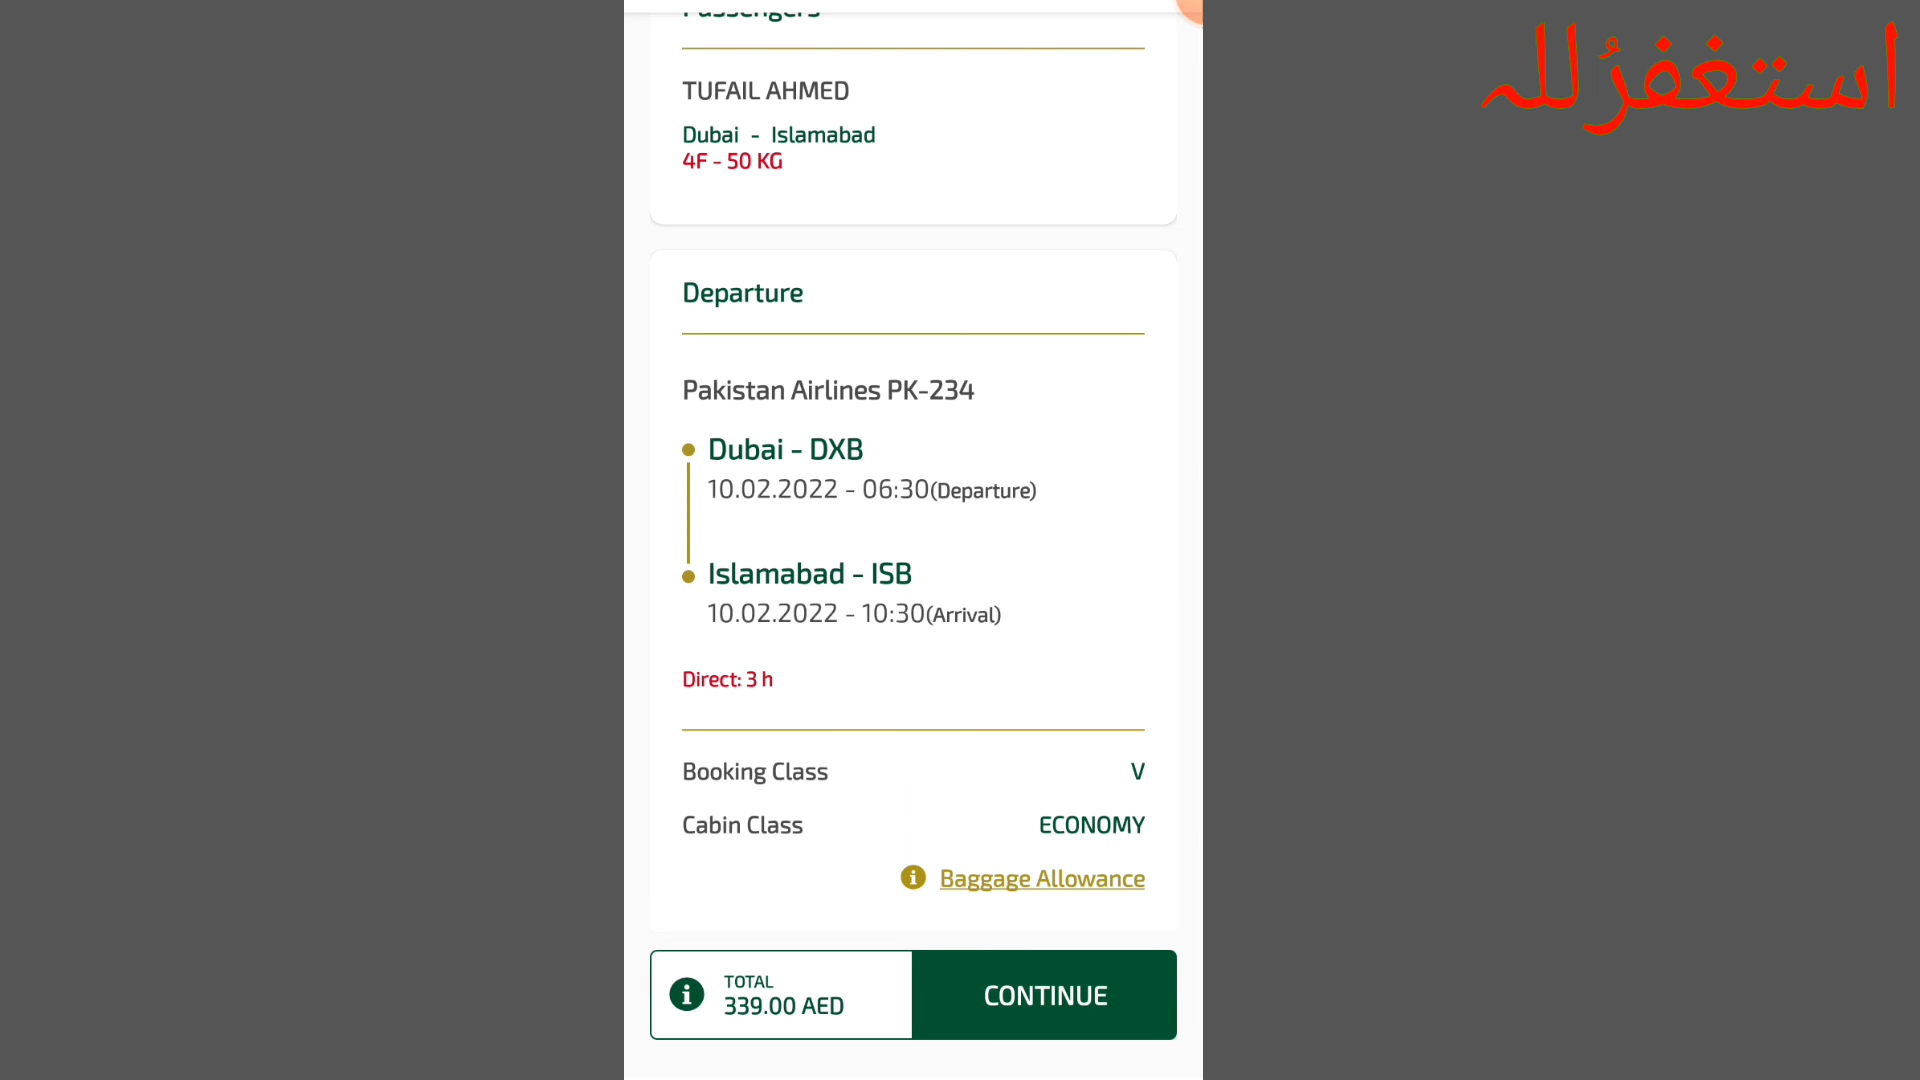 Passengers
استغفرُللہ
TUFAIL AHMED
Dubai - Islamabad
4F - 50 KG
Departure
Pakistan Airlines PK-234
Dubai - DXB
10.02.2022 - 06:30(Departure)
Islamabad - ISB
10.02.2022 - 10:30(Arrival)
Direct: 3 h
Booking Class V
Cabin Class ECONOMY
Baggage Allowance
TOTAL
339.00 AED
CONTINUE